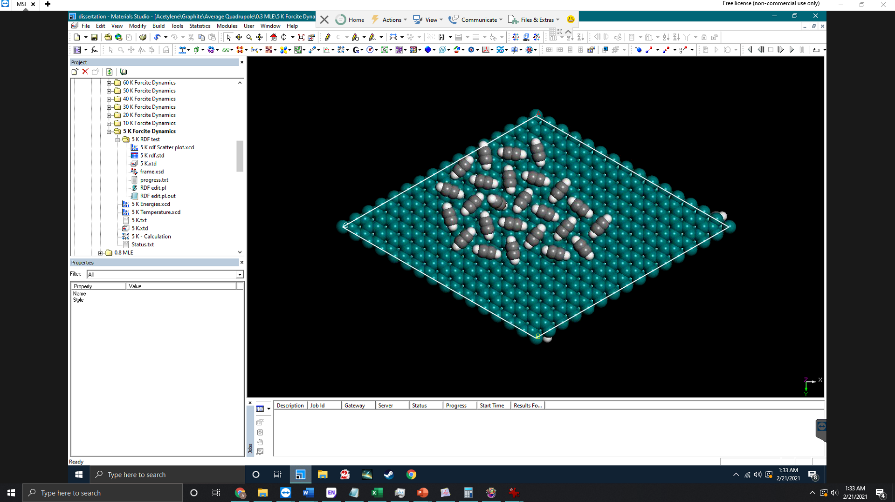 MSJ
Free licence (non-commercial use only)
dissertation - Materials Studio - [Acetylene\Graphite\Average Quadrupole\0.3 MLE\5 K Forcite Dynamics
Home
Actions
View
Communicate
Files & Extras
File Edit View Modify Build Tools Statistics Modules User Window Help
Project
60 K Forcite Dynamics
50 K Forcite Dynamics
40 K Forcite Dynamics
30 K Forcite Dynamics
20 K Forcite Dynamics
10 K Forcite Dynamics
5 K Forcite Dynamics
5 K RDF test
5 K rdf Scatter plot.xcd
5 K rdf.std
5 K.xtd
frame.xsd
progress.txt
RDF edit.pl
RDF edit.pl.out
5 K Energies.xcd
5 K Temperature.xcd
5 K.txt
5 K.xtd
5 K - Calculation
Status.txt
0.8 MLE
Properties
Filter: All
Property Value
Name
Style
X
Jobs
Description Job Id Gateway Server Status Progress Start Time Results Fo...
Ready
Type here to search
1:33 AM
2/21/2021
Type here to search
1:33 AM
2/21/2021